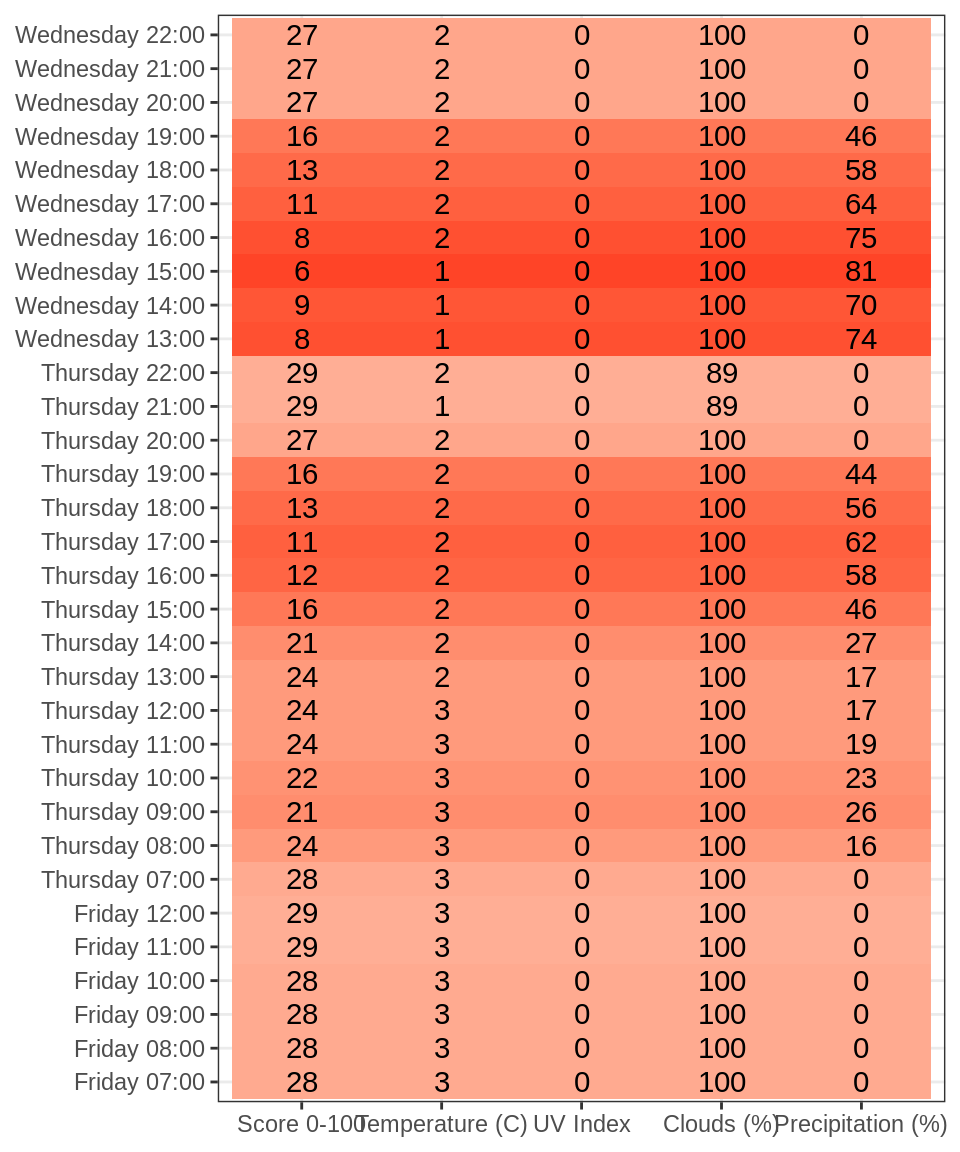 Wednesday 22:00 27 2 0 100 0
Wednesday 21:00 27 2 0 100 0
Wednesday 20:00 27 2 0 100 0
Wednesday 19:00 16 2 0 100 46
Wednesday 18:00 13 2 0 100 58
Wednesday 17:00 11 2 0 100 64
Wednesday 16:00 8 2 0 100 75
Wednesday 15:00 6 1 0 100 81
Wednesday 14:00 9 1 0 100 70
Wednesday 13:00 8 1 0 100 74
Thursday 22:00 29 2 0 89 0
Thursday 21:00 29 1 0 89 0
Thursday 20:00 27 2 0 100 0
Thursday 19:00 16 2 0 100 44
Thursday 18:00 13 2 0 100 56
Thursday 17:00 11 2 0 100 62
Thursday 16:00 12 2 0 100 58
Thursday 15:00 16 2 0 100 46
Thursday 14:00 21 2 0 100 27
Thursday 13:00 24 2 0 100 17
Thursday 12:00 24 3 0 100 17
Thursday 11:00 24 3 0 100 19
Thursday 10:00 22 3 0 100 23
Thursday 09:00 21 3 0 100 26
Thursday 08:00 24 3 0 100 16
Thursday 07:00 28 3 0 100 0
Friday 12:00 29 3 0 100 0
Friday 11:00 29 3 0 100 0
Friday 10:00 28 3 0 100 0
Friday 09:00 28 3 0 100 0
Friday 08:00 28 3 0 100 0
Friday 07:00 28 3 0 100 0
Score 0-100 Temperature (C) UV Index Clouds (%) Precipitation (%)